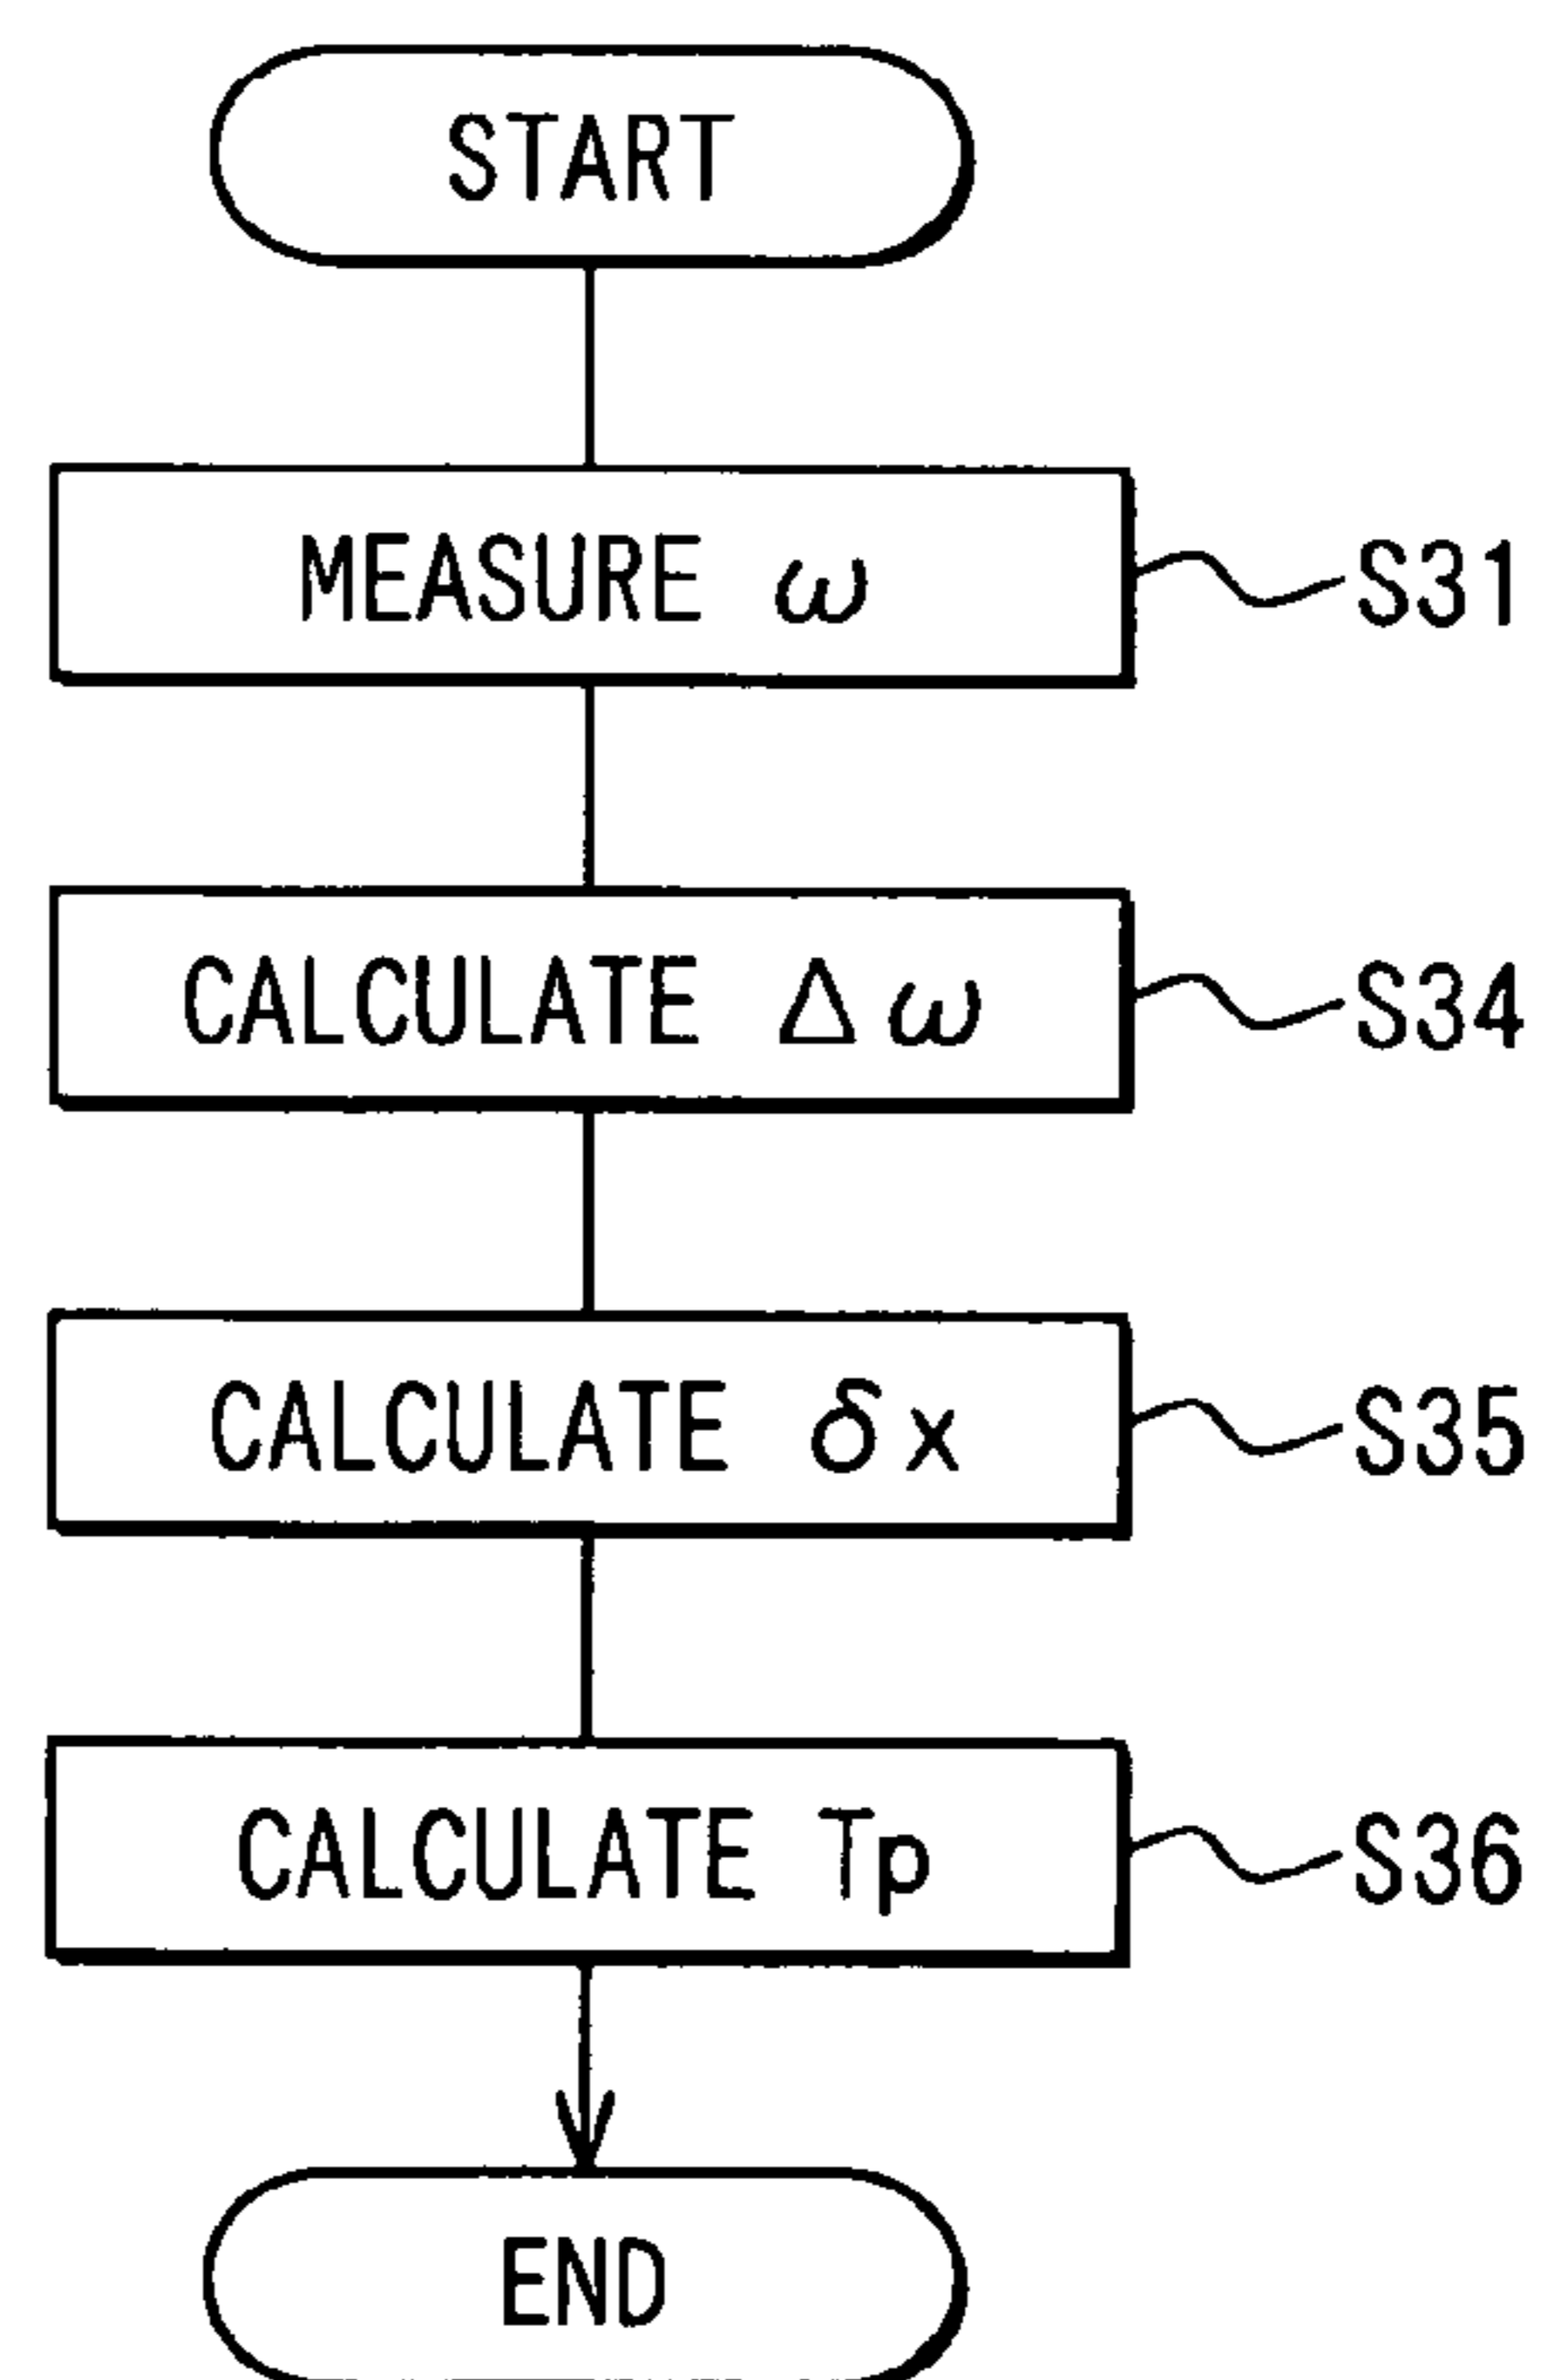 START
MEASURE ω S31
CALCULATE Δω S34
CALCULATE δx S35
CALCULATE Tp S36
END